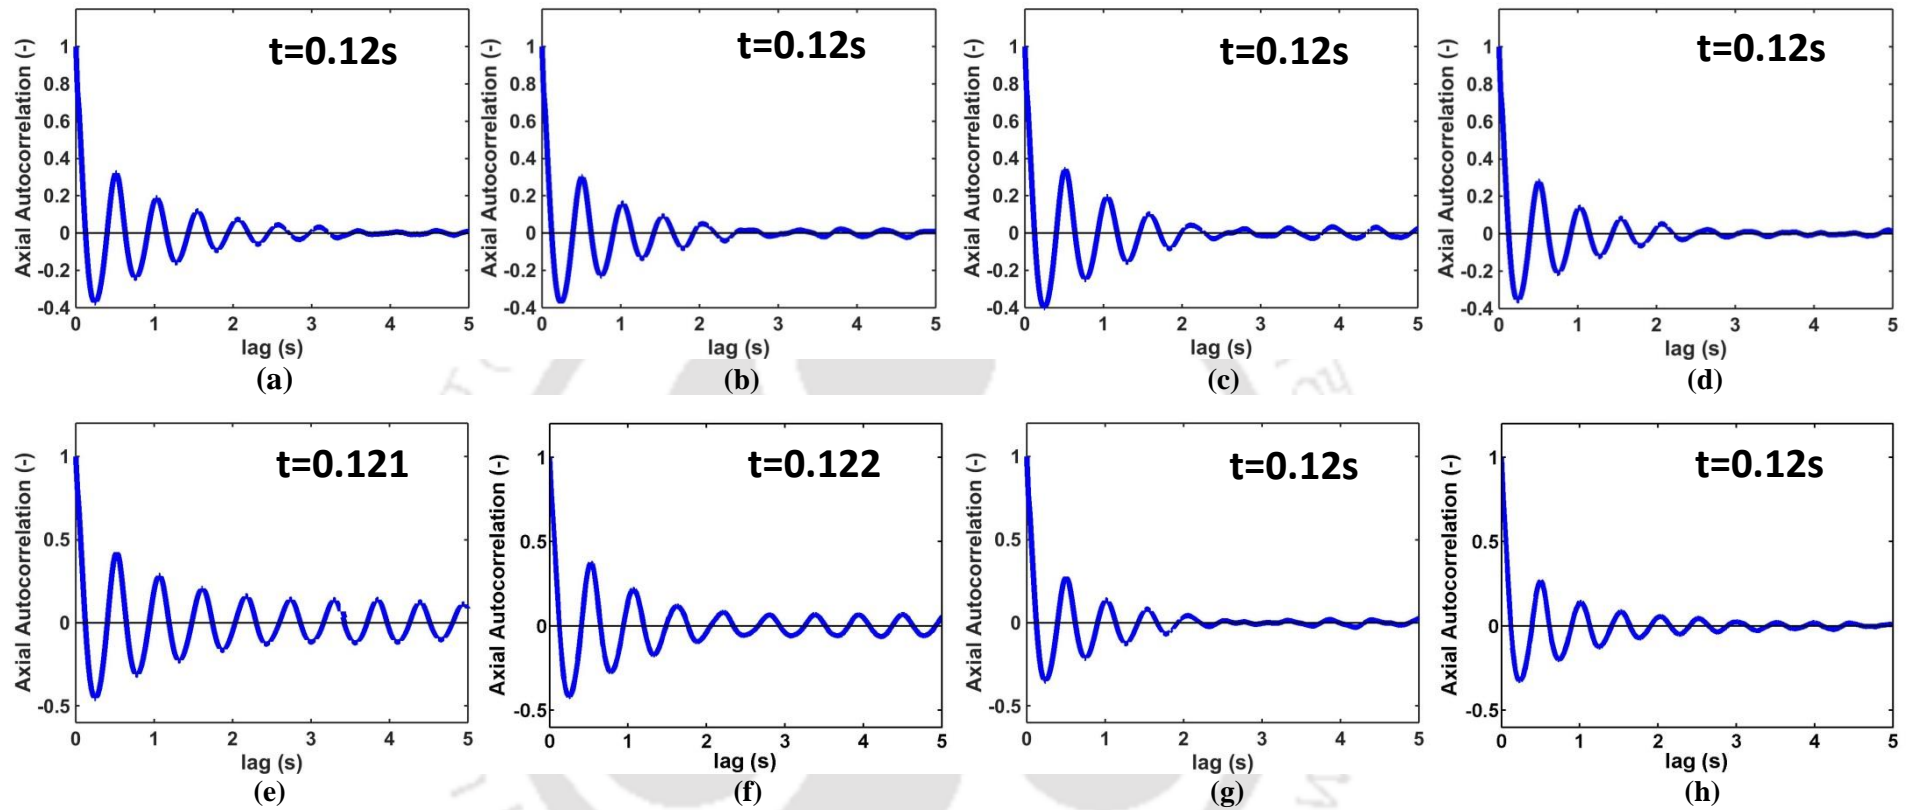 Axial Autocorrelation (-)
1
0.8
0.6
0.4
0.2
0
-0.2
-0.4
t=0.12s
0 1 2 3 4 5
lag (s)
(a)
Axial Autocorrelation (-)
1
0.8
0.6
0.4
0.2
0
-0.2
-0.4
t=0.12s
0 1 2 3 4 5
lag (s)
(b)
Axial Autocorrelation (-)
1
0.8
0.6
0.4
0.2
0
-0.2
-0.4
t=0.12s
0 1 2 3 4 5
lag (s)
(c)
Axial Autocorrelation (-)
1
0.8
0.6
0.4
0.2
0
-0.2
-0.4
t=0.12s
0 1 2 3 4 5
lag (s)
(d)
Axial Autocorrelation (-)
1
0.5
0
-0.5
t=0.121
0 1 2 3 4 5
lag (s)
(e)
Axial Autocorrelation (-)
1
0.5
0
-0.5
t=0.122
0 1 2 3 4 5
lag (s)
(f)
Axial Autocorrelation (-)
1
0.5
0
-0.5
t=0.12s
0 1 2 3 4 5
lag (s)
(g)
Axial Autocorrelation (-)
1
0.5
0
-0.5
t=0.12s
0 1 2 3 4 5
lag (s)
(h)